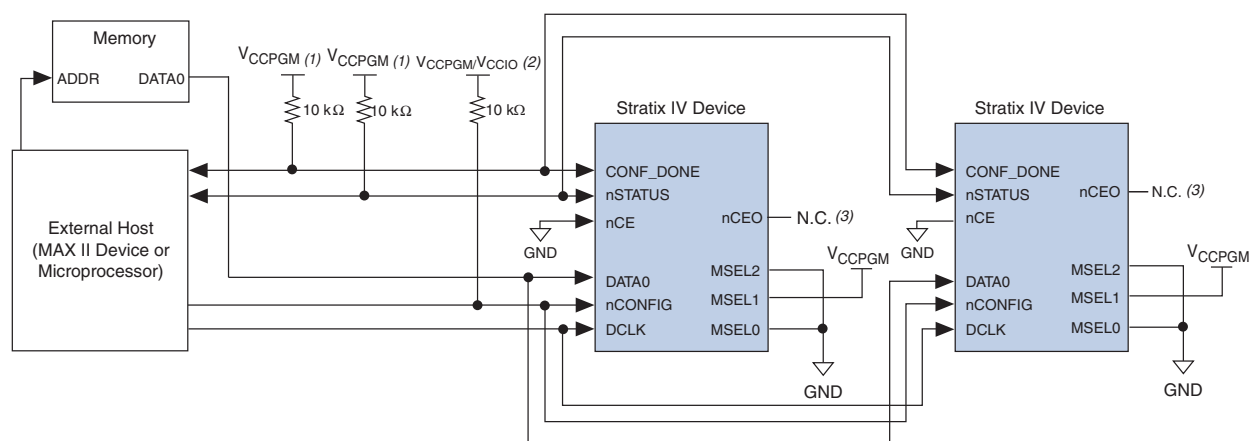 Memory
ADDR DATA0
VCCPGM (1)
VCCPGM (1)
VCCPGM/VCCIO (2)
10 kΩ
10 kΩ
10 kΩ
External Host
(MAX II Device or
Microprocessor)
Stratix IV Device
CONF_DONE
nSTATUS
nCE
GND
DATA0
nCONFIG
DCLK
nCEO
N.C. (3)
MSEL2
MSEL1
MSEL0
VCCPGM
GND
Stratix IV Device
CONF_DONE
nSTATUS
nCE
GND
DATA0
nCONFIG
DCLK
nCEO
N.C. (3)
MSEL2
MSEL1
MSEL0
VCCPGM
GND